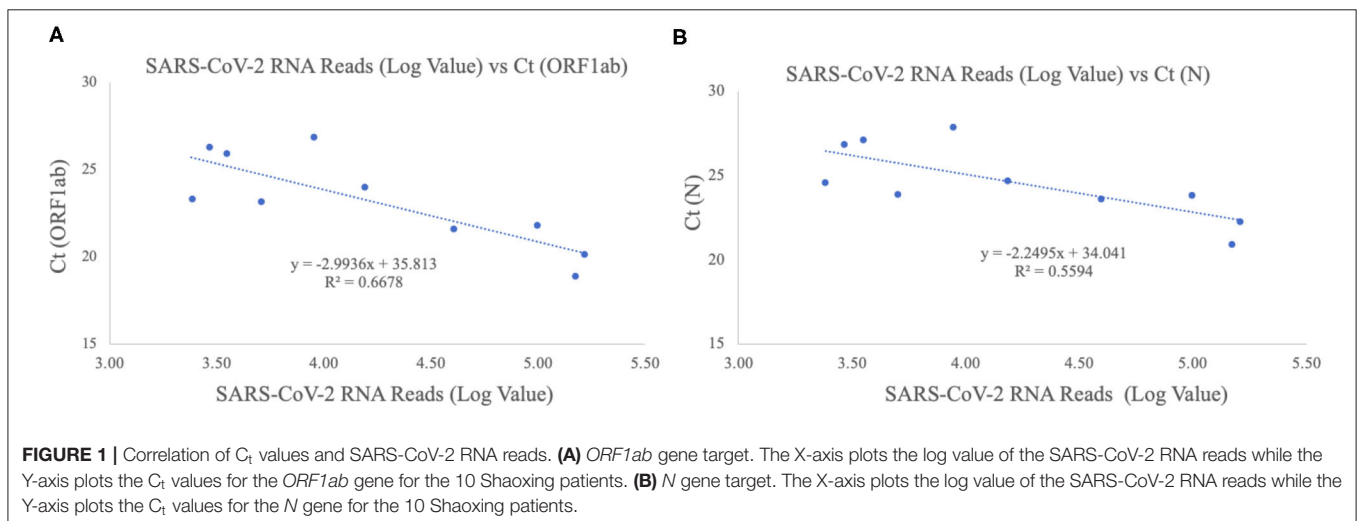 A
SARS-CoV-2 RNA Reads (Log Value) vs Ct (ORF1ab)
30
25
20
15
Ct (ORF1ab)
y = -2.9936x + 35.813
R² = 0.6678
3.00 3.50 4.00 4.50 5.00 5.50
SARS-CoV-2 RNA Reads (Log Value)
B
SARS-CoV-2 RNA Reads (Log Value) vs Ct (N)
30
25
20
15
Ct (N)
y = -2.2495x + 34.041
R² = 0.5594
3.00 3.50 4.00 4.50 5.00 5.50
SARS-CoV-2 RNA Reads (Log Value)
FIGURE 1 | Correlation of Ct values and SARS-CoV-2 RNA reads. (A) ORF1ab gene target. The X-axis plots the log value of the SARS-CoV-2 RNA reads while the
Y-axis plots the Ct values for the ORF1ab gene for the 10 Shaoxing patients. (B) N gene target. The X-axis plots the log value of the SARS-CoV-2 RNA reads while the
Y-axis plots the Ct values for the N gene for the 10 Shaoxing patients.